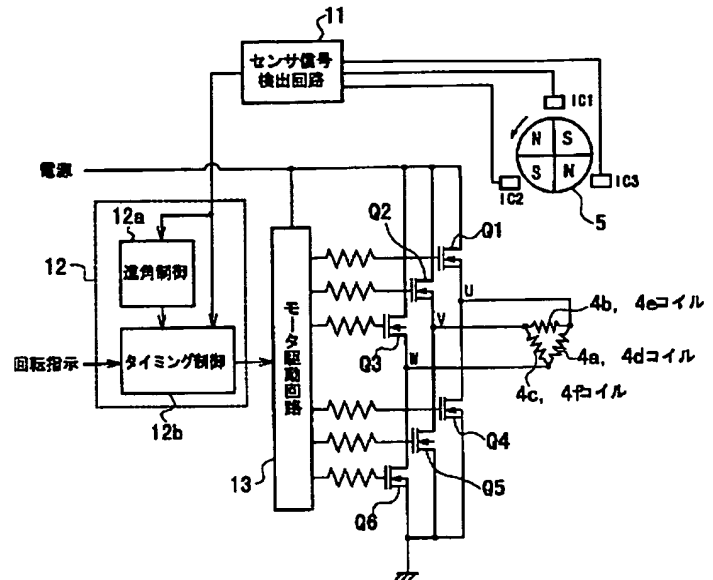 11
センサ信号
検出回路
IC1
N S
S N
IC2
IC3
5
電源
12a
12
進角制御
回転指示
タイミング制御
12b
モータ駆動回路
13
Q2
Q1
U
V
W
Q3
4b, 4eコイル
4a, 4dコイル
4c, 4fコイル
Q4
Q5
Q6